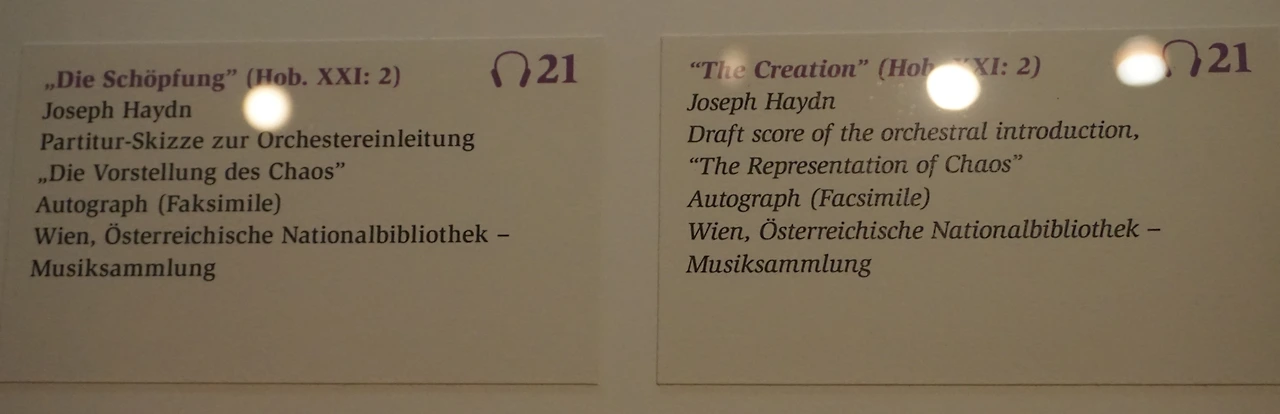 „Die Schöpfung” (Hob. XXI: 2) 21
Joseph Haydn
Partitur-Skizze zur Orchestereinleitung
„Die Vorstellung des Chaos”
Autograph (Faksimile)
Wien, Österreichische Nationalbibliothek –
Musiksammlung
“The Creation” (Hob. XXI: 2) 21
Joseph Haydn
Draft score of the orchestral introduction,
“The Representation of Chaos”
Autograph (Facsimile)
Wien, Österreichische Nationalbibliothek –
Musiksammlung